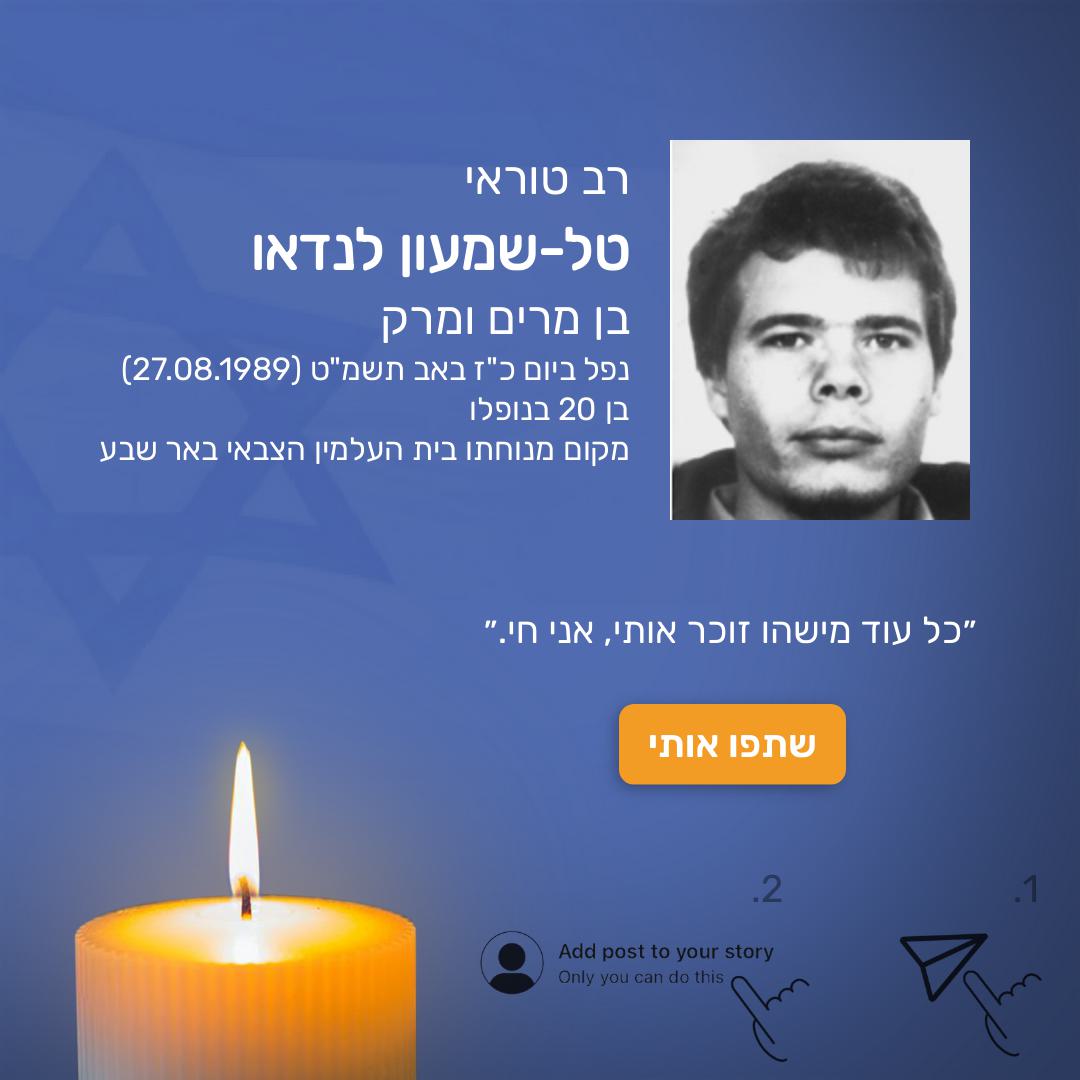 רב טוראי
טל-שמעון לנדאו
בן מרים ומרק
נפל ביום כ"ז באב תשמ"ט (27.08.1989)
בן 20 בנופלו
מקום מנוחתו בית העלמין הצבאי באר שבע
״כל עוד מישהו זוכר אותי, אני חי.״
שתפו אותי
.1
.2
Add post to your story
Only you can do this